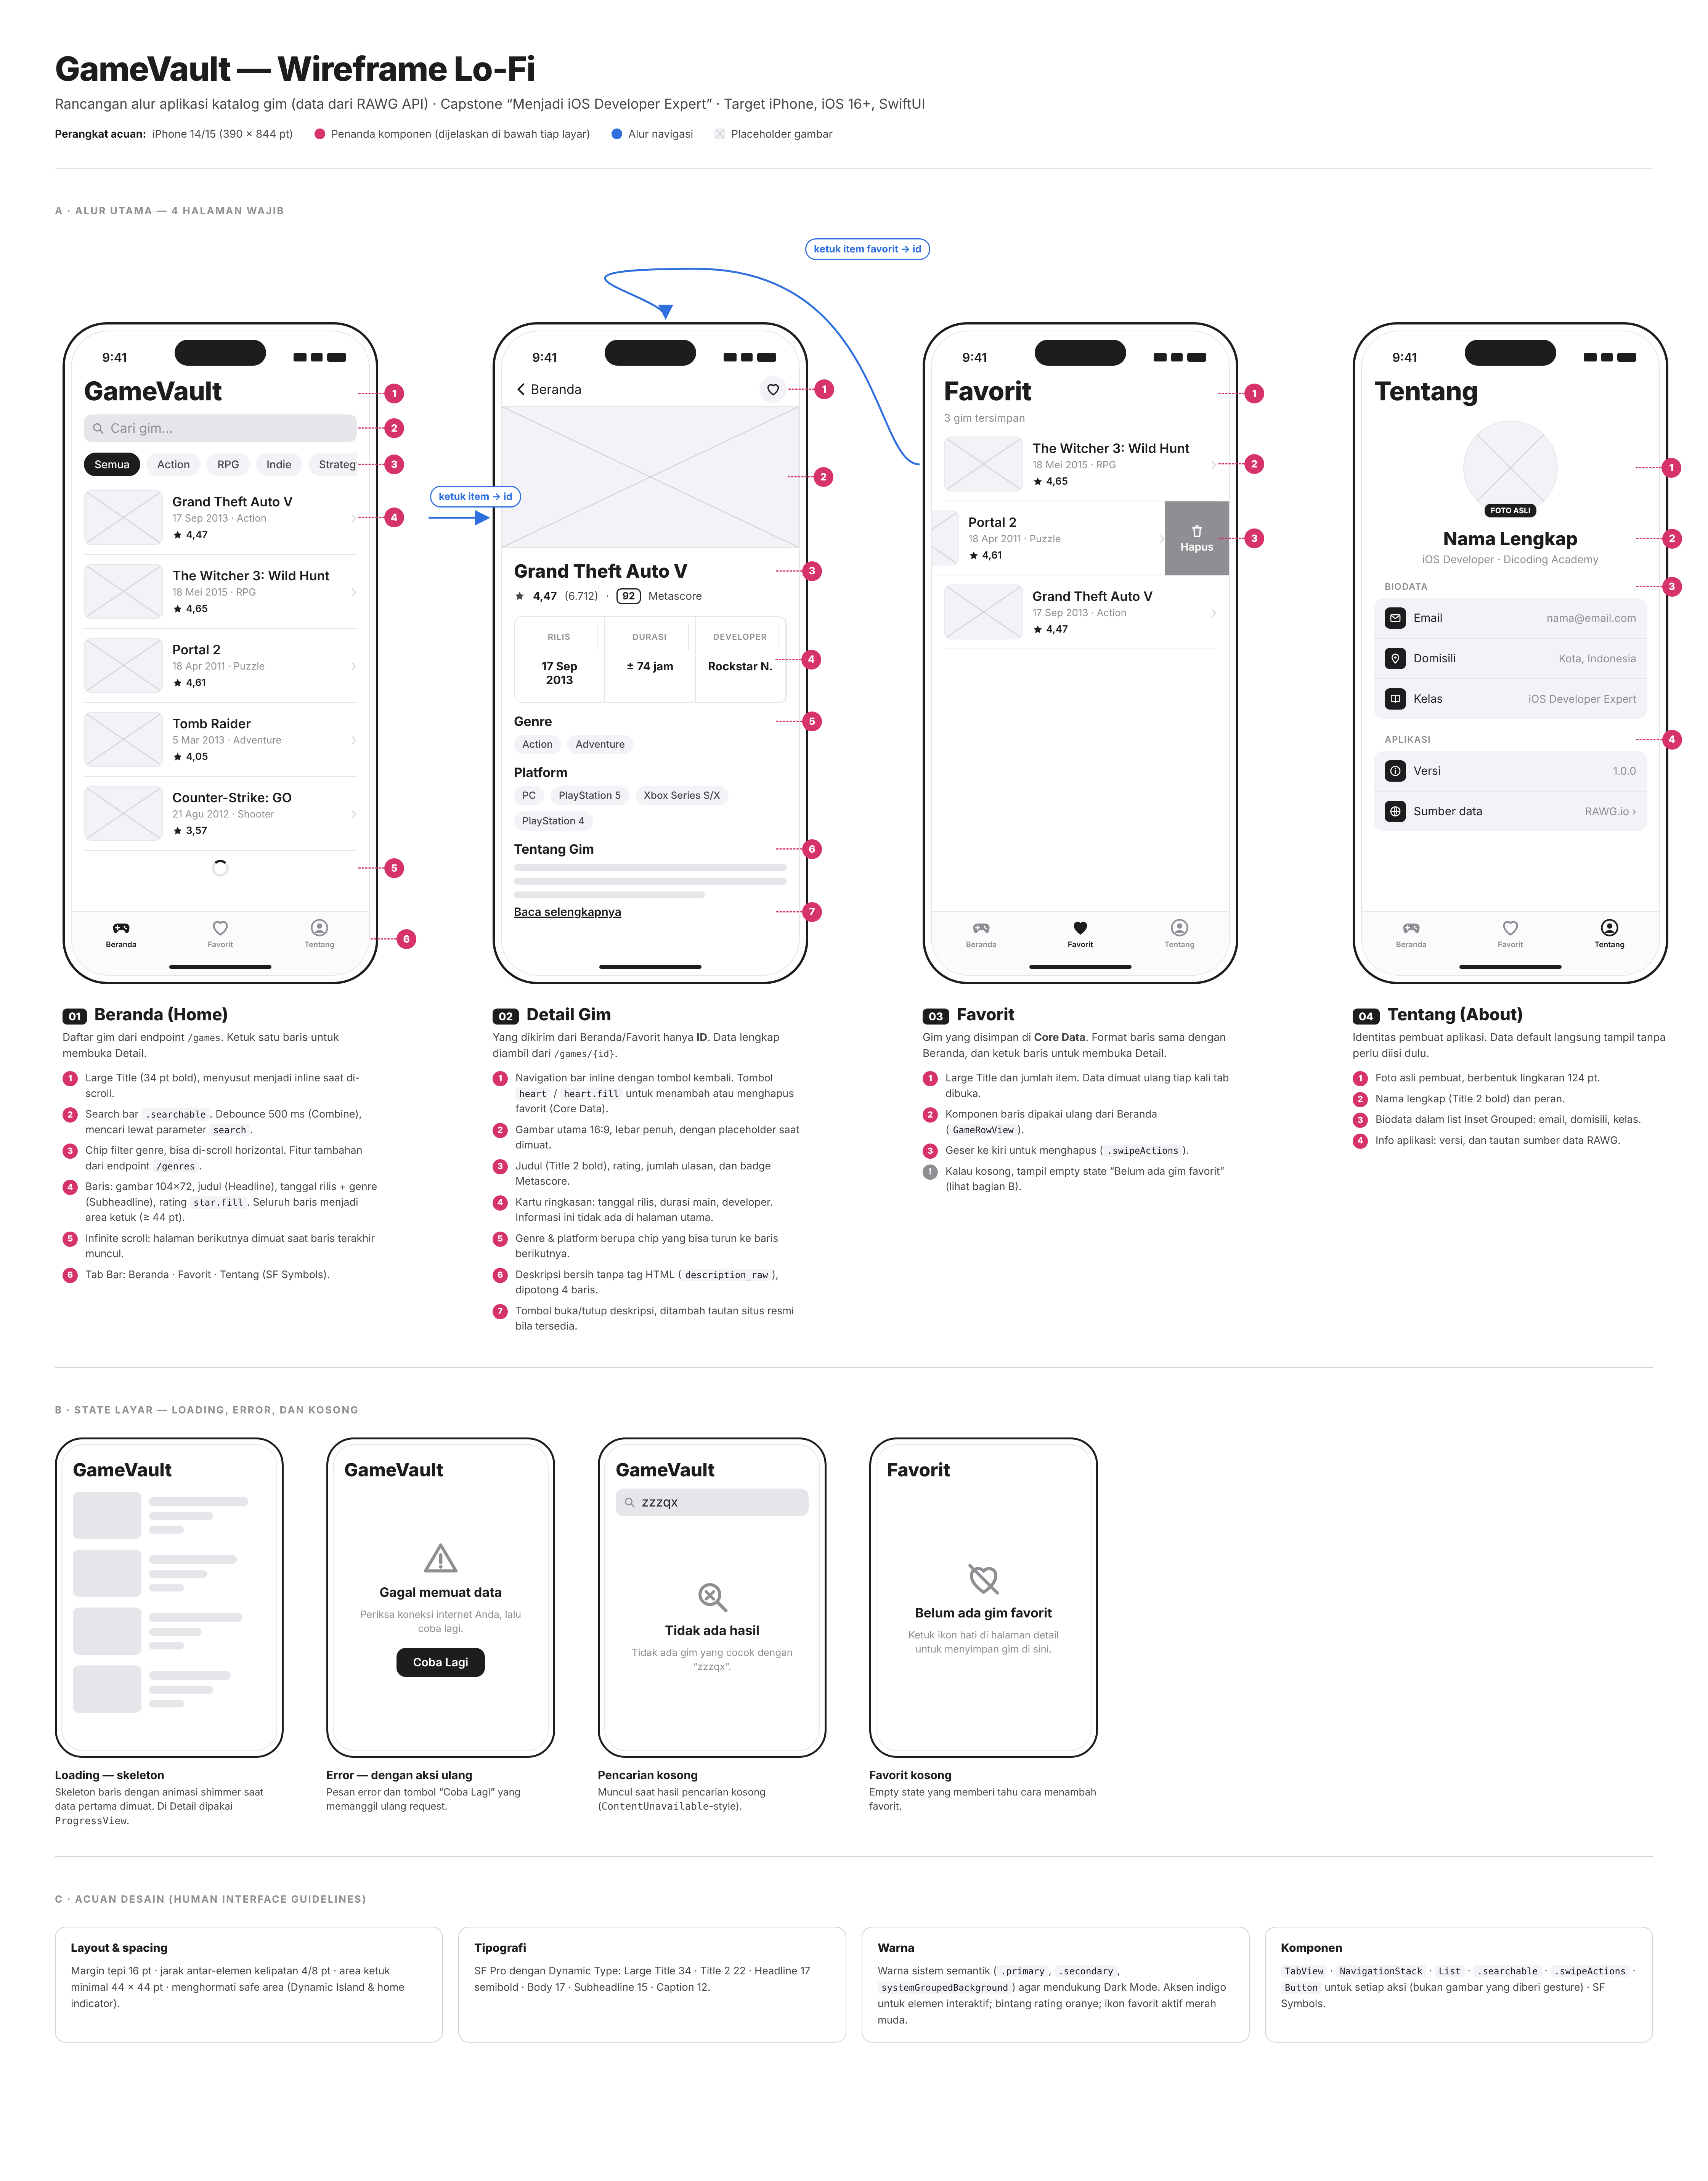 GameVault — Wireframe Lo-Fi
Rancangan alur aplikasi katalog gim (data dari RAWG API) · Capstone “Menjadi iOS Developer Expert” · Target iPhone, iOS 16+, SwiftUI
Perangkat acuan: iPhone 14/15 (390 × 844 pt)
Penanda komponen (dijelaskan di bawah tiap layar)
Alur navigasi
Placeholder gambar
A · ALUR UTAMA — 4 HALAMAN WAJIB
ketuk item favorit → id
9:41
GameVault
1
Cari gim...
2
Semua
Action
RPG
Indie
Strateg
3
Grand Theft Auto V
17 Sep 2013 · Action
★ 4,47
4
The Witcher 3: Wild Hunt
18 Mei 2015 · RPG
★ 4,65
Portal 2
18 Apr 2011 · Puzzle
★ 4,61
Tomb Raider
5 Mar 2013 · Adventure
★ 4,05
Counter-Strike: GO
21 Agu 2012 · Shooter
★ 3,57
5
Beranda
Favorit
Tentang
6
ketuk item → id
9:41
Beranda
1
2
Grand Theft Auto V
3
★ 4,47 (6.712) · 92 Metascore
RILIS
DURASI
DEVELOPER
17 Sep
2013
± 74 jam
Rockstar N.
4
Genre
5
Action
Adventure
Platform
PC
PlayStation 5
Xbox Series S/X
PlayStation 4
Tentang Gim
6
Baca selengkapnya
7
9:41
Favorit
1
3 gim tersimpan
The Witcher 3: Wild Hunt
18 Mei 2015 · RPG
★ 4,65
2
Portal 2
18 Apr 2011 · Puzzle
★ 4,61
Hapus
3
Grand Theft Auto V
17 Sep 2013 · Action
★ 4,47
Beranda
Favorit
Tentang
9:41
Tentang
1
FOTO ASLI
Nama Lengkap
2
iOS Developer · Dicoding Academy
BIODATA
3
Email
nama@email.com
Domisili
Kota, Indonesia
Kelas
iOS Developer Expert
APLIKASI
4
Versi
1.0.0
Sumber data
RAWG.io ›
Beranda
Favorit
Tentang
01 Beranda (Home)
Daftar gim dari endpoint /games. Ketuk satu baris untuk
membuka Detail.
1 Large Title (34 pt bold), menyusut menjadi inline saat di-
scroll.
2 Search bar .searchable. Debounce 500 ms (Combine),
mencari lewat parameter search.
3 Chip filter genre, bisa di-scroll horizontal. Fitur tambahan
dari endpoint /genres.
4 Baris: gambar 104×72, judul (Headline), tanggal rilis + genre
(Subheadline), rating star.fill. Seluruh baris menjadi
area ketuk (≥ 44 pt).
5 Infinite scroll: halaman berikutnya dimuat saat baris terakhir
muncul.
6 Tab Bar: Beranda · Favorit · Tentang (SF Symbols).
02 Detail Gim
Yang dikirim dari Beranda/Favorit hanya ID. Data lengkap
diambil dari /games/{id}.
1 Navigation bar inline dengan tombol kembali. Tombol
heart / heart.fill untuk menambah atau menghapus
favorit (Core Data).
2 Gambar utama 16:9, lebar penuh, dengan placeholder saat
dimuat.
3 Judul (Title 2 bold), rating, jumlah ulasan, dan badge
Metascore.
4 Kartu ringkasan: tanggal rilis, durasi main, developer.
Informasi ini tidak ada di halaman utama.
5 Genre & platform berupa chip yang bisa turun ke baris
berikutnya.
6 Deskripsi bersih tanpa tag HTML (description_raw),
dipotong 4 baris.
7 Tombol buka/tutup deskripsi, ditambah tautan situs resmi
bila tersedia.
03 Favorit
Gim yang disimpan di Core Data. Format baris sama dengan
Beranda, dan ketuk baris untuk membuka Detail.
1 Large Title dan jumlah item. Data dimuat ulang tiap kali tab
dibuka.
2 Komponen baris dipakai ulang dari Beranda
(GameRowView).
3 Geser ke kiri untuk menghapus (.swipeActions).
! Kalau kosong, tampil empty state “Belum ada gim favorit”
(lihat bagian B).
04 Tentang (About)
Identitas pembuat aplikasi. Data default langsung tampil tanpa
perlu diisi dulu.
1 Foto asli pembuat, berbentuk lingkaran 124 pt.
2 Nama lengkap (Title 2 bold) dan peran.
3 Biodata dalam list Inset Grouped: email, domisili, kelas.
4 Info aplikasi: versi, dan tautan sumber data RAWG.
B · STATE LAYAR — LOADING, ERROR, DAN KOSONG
GameVault
GameVault
Gagal memuat data
Periksa koneksi internet Anda, lalu
coba lagi.
Coba Lagi
GameVault
zzzqx
Tidak ada hasil
Tidak ada gim yang cocok dengan
“zzzqx”.
Favorit
Belum ada gim favorit
Ketuk ikon hati di halaman detail
untuk menyimpan gim di sini.
Loading — skeleton
Skeleton baris dengan animasi shimmer saat
data pertama dimuat. Di Detail dipakai
ProgressView.
Error — dengan aksi ulang
Pesan error dan tombol “Coba Lagi” yang
memanggil ulang request.
Pencarian kosong
Muncul saat hasil pencarian kosong
(ContentUnavailable-style).
Favorit kosong
Empty state yang memberi tahu cara menambah
favorit.
C · ACUAN DESAIN (HUMAN INTERFACE GUIDELINES)
Layout & spacing
Margin tepi 16 pt · jarak antar-elemen kelipatan 4/8 pt · area ketuk
minimal 44 × 44 pt · menghormati safe area (Dynamic Island & home
indicator).
Tipografi
SF Pro dengan Dynamic Type: Large Title 34 · Title 2 22 · Headline 17
semibold · Body 17 · Subheadline 15 · Caption 12.
Warna
Warna sistem semantik (.primary, .secondary,
systemGroupedBackground) agar mendukung Dark Mode. Aksen indigo
untuk elemen interaktif; bintang rating oranye; ikon favorit aktif merah
muda.
Komponen
TabView · NavigationStack · List · .searchable · .swipeActions ·
Button untuk setiap aksi (bukan gambar yang diberi gesture) · SF
Symbols.